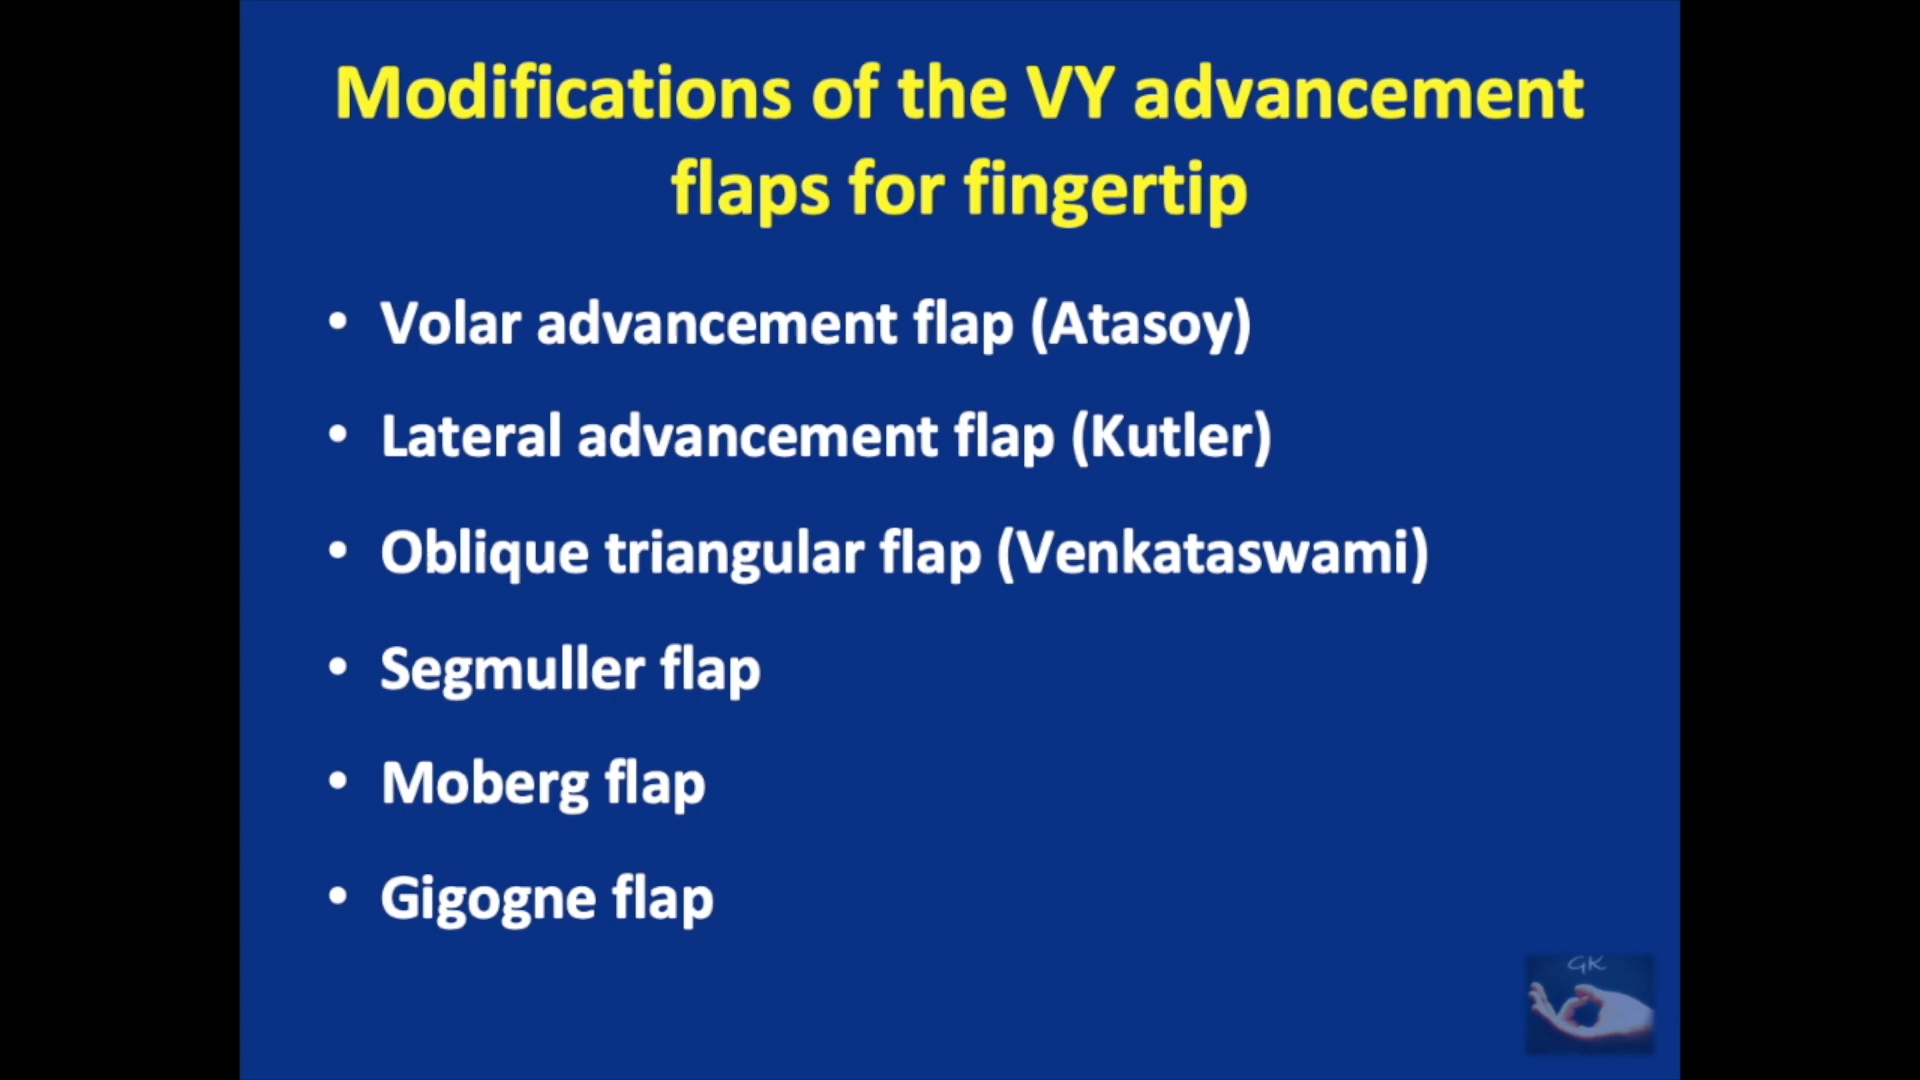 Modifications of the VY advancement
flaps for fingertip
• Volar advancement flap (Atasoy)
• Lateral advancement flap (Kutler)
• Oblique triangular flap (Venkataswami)
• Segmuller flap
• Moberg flap
• Gigogne flap
GK